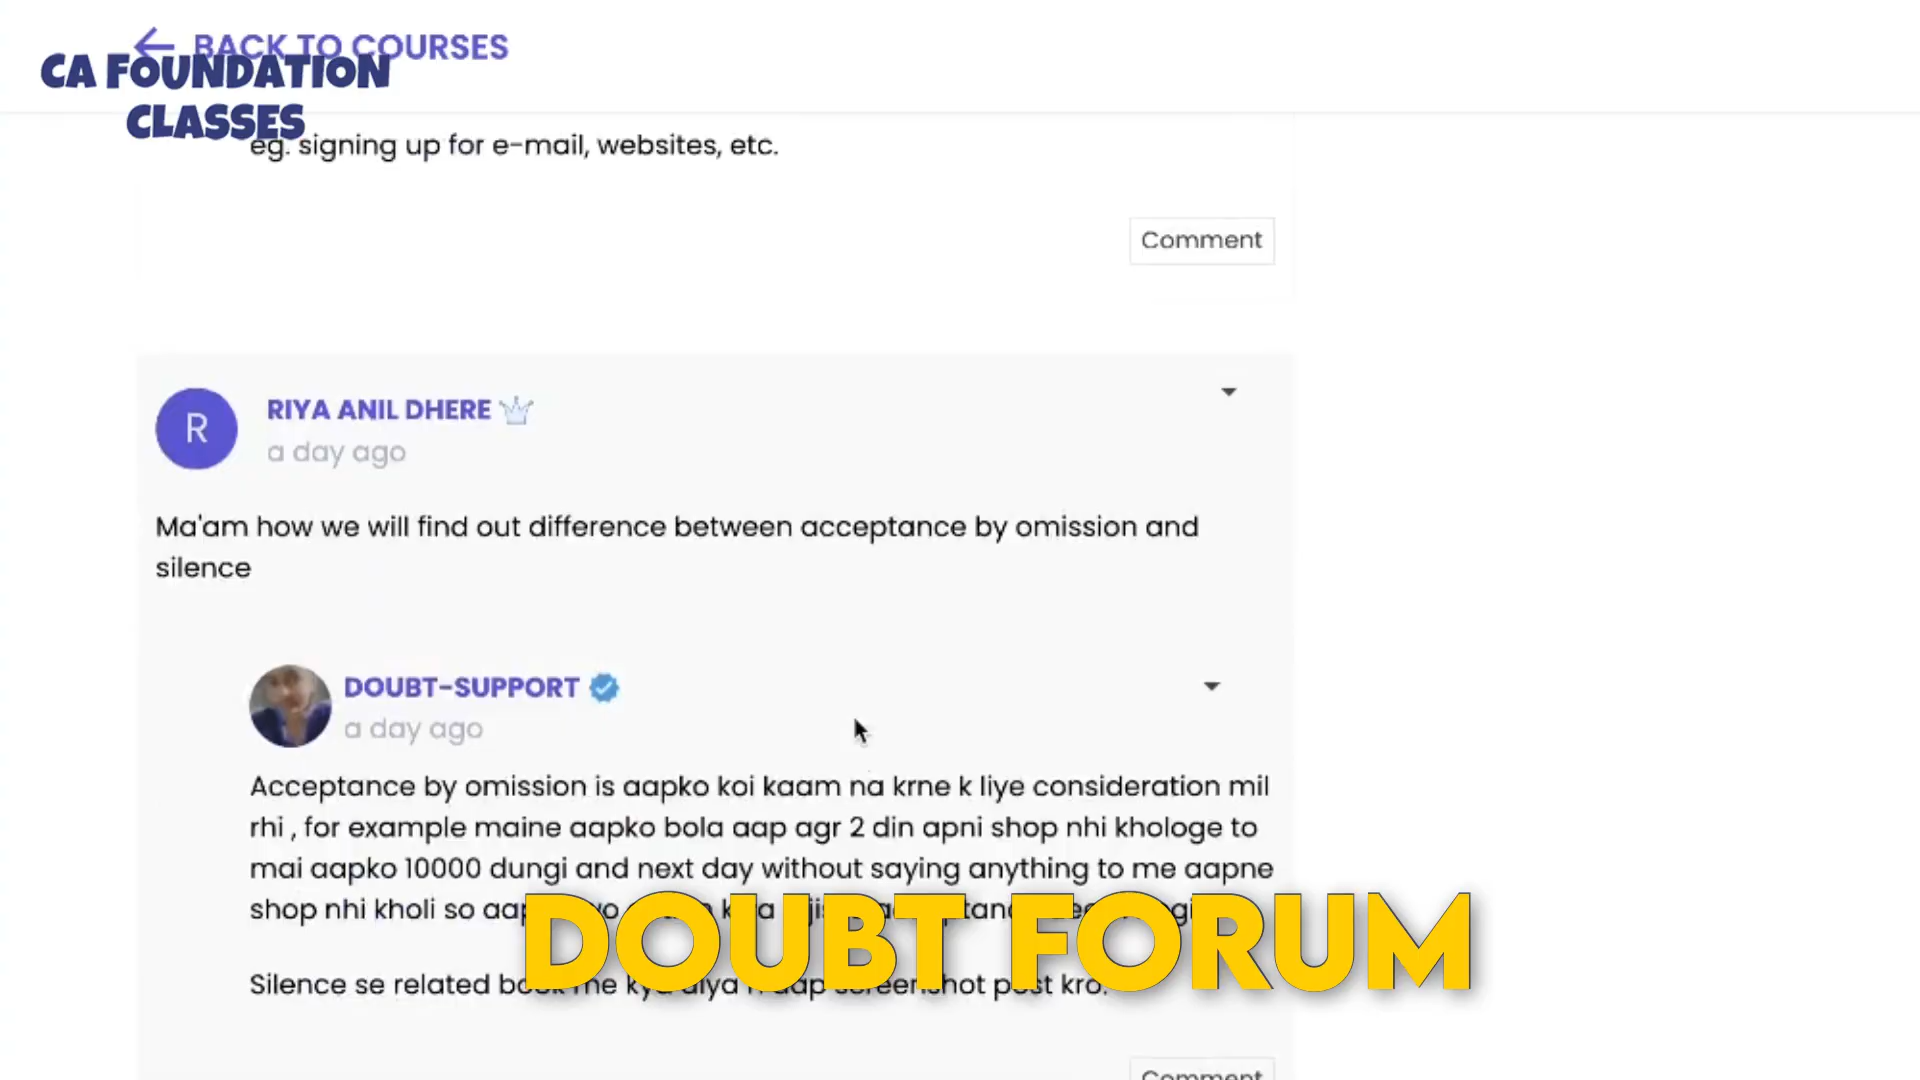 BACK TO COURSES
CA FOUNDATION
CLASSES
eg. signing up for e-mail, websites, etc.
Comment
R
RIYA ANIL DHERE
a day ago
Ma'am how we will find out difference between acceptance by omission and
silence
DOUBT-SUPPORT
a day ago
Acceptance by omission is aapko koi kaam na krne k liye consideration mil
rhi , for example maine aapko bola aap agr 2 din apni shop nhi khologe to
mai aapko 10000 dungi and next day without saying anything to me aapne
shop nhi kholi so
DOUBT FORUM
Silence se related screenshot post kro.
Comment